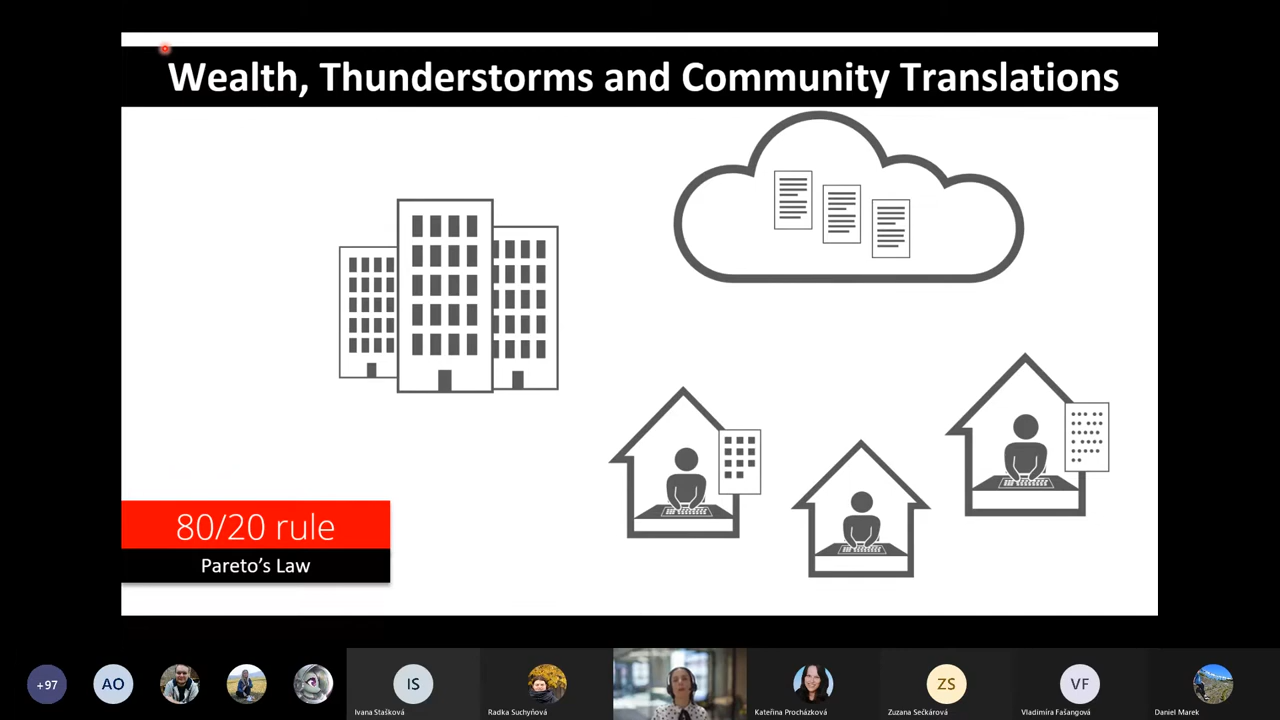 Wealth, Thunderstorms and Community Translations
80/20 rule
Pareto's Law
+97
AO
IS
Ivana Stašková
Radka Suchyňová
Kateřina Procházková
ZS
Zuzana Sečkárová
VF
Vladimíra Fašangová
Daniel Marek